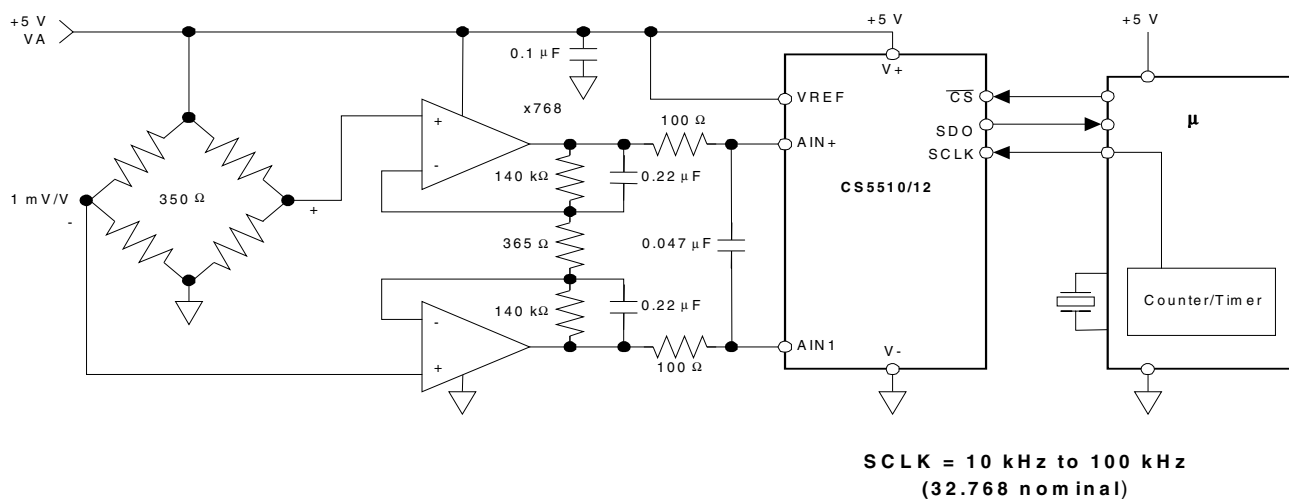 +5 V
VA
+5 V
+5 V
0.1 μF
V+
x768
VREF
CS
SDO
SCLK
μ
+
-
100 Ω
AIN+
140 kΩ
0.22 μF
CS5510/12
1 mV/V
-
350 Ω
+
365 Ω
0.047 μF
140 kΩ
0.22 μF
Counter/Timer
-
+
100 Ω
AIN1
V-
SCLK = 10 kHz to 100 kHz
(32.768 nominal)